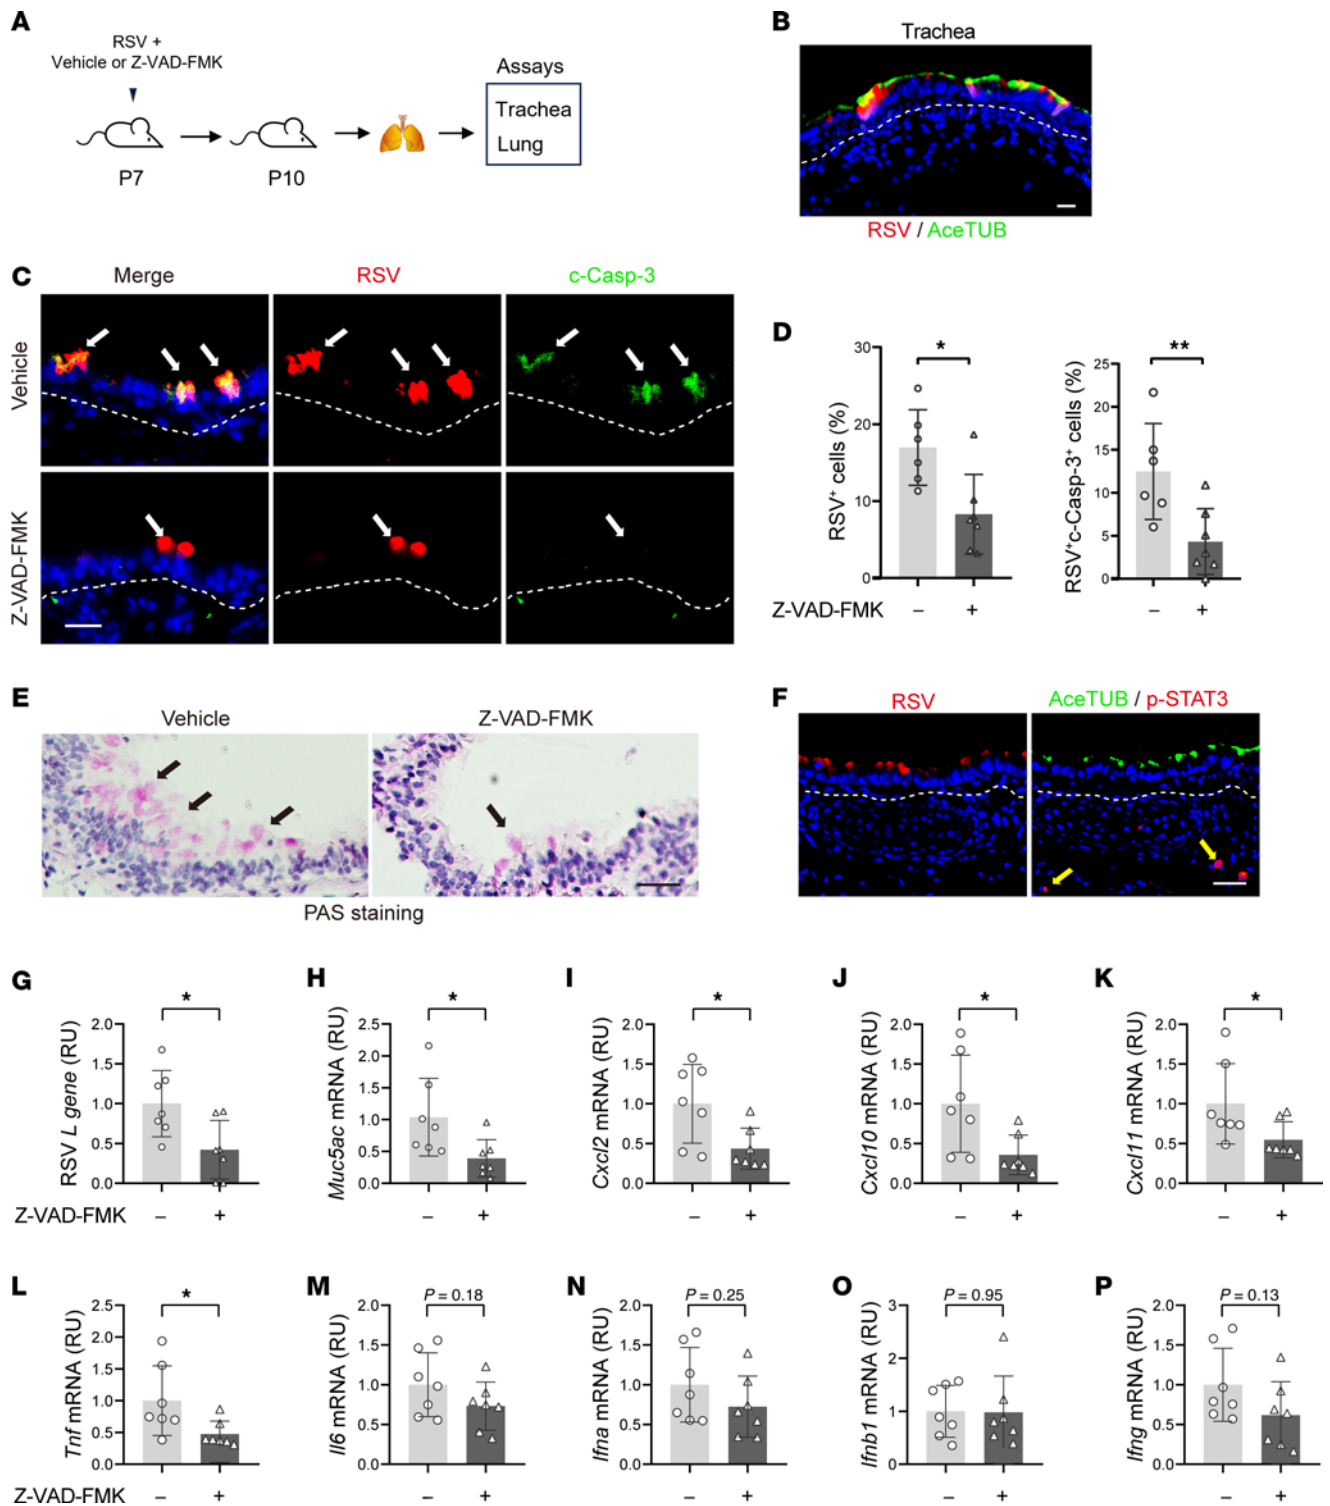 A
RSV +
Vehicle or Z-VAD-FMK
P7
P10
Assays
Trachea
Lung
B
Trachea
RSV / AceTUB
C
Merge
RSV
c-Casp-3
Vehicle
Z-VAD-FMK
D
RSV+ cells (%)
30
20
10
0
*
RSV+c-Casp-3+ cells (%)
25
20
15
10
5
0
**
Z-VAD-FMK
–
+
–
+
E
Vehicle
Z-VAD-FMK
PAS staining
F
RSV
AceTUB / p-STAT3
G
RSV L gene (RU)
2.0
1.5
1.0
0.5
0.0
*
Z-VAD-FMK
–
+
H
Muc5ac mRNA (RU)
2.5
2.0
1.5
1.0
0.5
0.0
*
–
+
I
Cxcl2 mRNA (RU)
2.0
1.5
1.0
0.5
0.0
*
–
+
J
Cxcl10 mRNA (RU)
2.0
1.5
1.0
0.5
0.0
*
–
+
K
Cxcl11 mRNA (RU)
2.0
1.5
1.0
0.5
0.0
*
–
+
L
Tnf mRNA (RU)
2.5
2.0
1.5
1.0
0.5
0.0
*
Z-VAD-FMK
–
+
M
Il6 mRNA (RU)
2.0
1.5
1.0
0.5
0.0
P = 0.18
–
+
N
Ifna mRNA (RU)
2.0
1.5
1.0
0.5
0.0
P = 0.25
–
+
O
Ifnb1 mRNA (RU)
3
2
1
0
P = 0.95
–
+
P
Ifng mRNA (RU)
2.0
1.5
1.0
0.5
0.0
P = 0.13
–
+